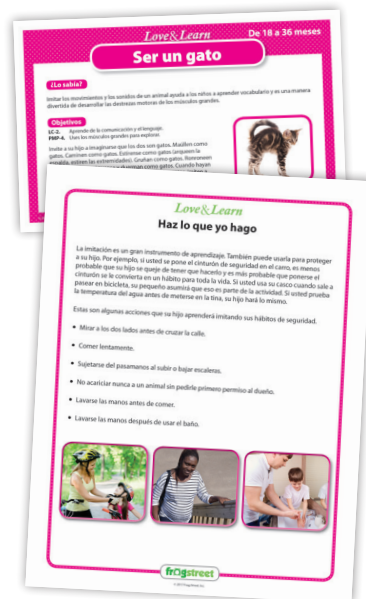 Love & Learn
De 18 a 36 meses
Ser un gato
¿Lo sabía?
Imitar los movimientos y los sonidos de un animal ayuda a los niños a aprender vocabulario y es una manera
divertida de desarrollar las destrezas motoras de los músculos grandes.
Objetivos
LC-2. Aprendo de la comunicación y el lenguaje.
PMP-4. Uses los músculos grandes para explorar.
Invite a su hijo a imaginarse que los dos son gatos. Maúllen como
gatos. Caminen como gatos. Estírense como gatos (arqueen la
espalda, estiren las extremidades). Gruñan como gatos. Ronroneen
como gatos. Cuando hayan
Love & Learn
Haz lo que yo hago
La imitación es un gran instrumento de aprendizaje. También puede usarla para proteger
a su hijo. Por ejemplo, si usted se pone el cinturón de seguridad en el carro, es menos
probable que su hijo se queje de tener que hacerlo y es más probable que ponerse el
cinturón se le convierta en un hábito para toda la vida. Si usted usa su casco cuando sale a
pasear en bicicleta, su pequeño asumirá que eso es parte de la actividad. Si usted prueba
la temperatura del agua antes de meterse en la tina, su hijo hará lo mismo.
Estas son algunas acciones que su hijo aprenderá imitando sus hábitos de seguridad.
• Mirar a los dos lados antes de cruzar la calle.
• Comer lentamente.
• Sujetarse del pasamanos al subir o bajar escaleras.
• No acariciar nunca a un animal sin pedirle primero permiso al dueño.
• Lavarse las manos antes de comer.
• Lavarse las manos después de usar el baño.
frogstreet